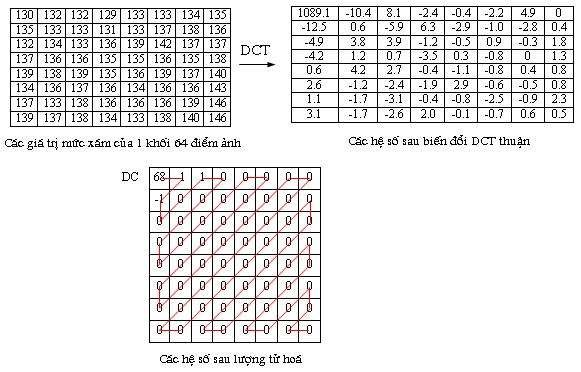 130 132 132 129 133 133 134 135
135 133 133 131 133 137 138 136
132 134 133 136 139 142 137 137
137 136 136 135 135 136 135 138
139 138 139 135 136 139 137 140
134 136 136 137 136 136 134 143
137 133 138 134 136 136 139 146
139 137 138 134 133 138 140 146
Các giá trị mức xám của 1 khối 64 điểm ảnh
DCT
1089.1 -10.4 8.1 -2.4 -0.4 -2.2 4.9 0
-12.5 0.6 -5.9 6.3 -2.9 -1.0 -2.8 0.4
-4.9 3.8 3.9 -1.2 -0.5 0.9 -0.3 1.8
-4.2 1.2 0.7 -3.5 0.3 -0.8 0 1.3
0.6 4.2 2.7 -0.4 -1.1 -0.8 0.4 0.8
2.6 -1.2 -2.4 -1.9 2.9 -0.6 -0.5 0.8
1.1 -1.7 -3.1 -0.4 -0.8 -2.5 -0.9 2.3
3.1 -1.7 -2.6 2.0 -0.1 -0.7 0.6 0.5
Các hệ số sau biến đổi DCT thuận
DC
68 1 1 0 0 0 0 0
-1 0 0 0 0 0 0 0
0 0 0 0 0 0 0 0
0 0 0 0 0 0 0 0
0 0 0 0 0 0 0 0
0 0 0 0 0 0 0 0
0 0 0 0 0 0 0 0
0 0 0 0 0 0 0 0
Các hệ số sau lượng tử hoá